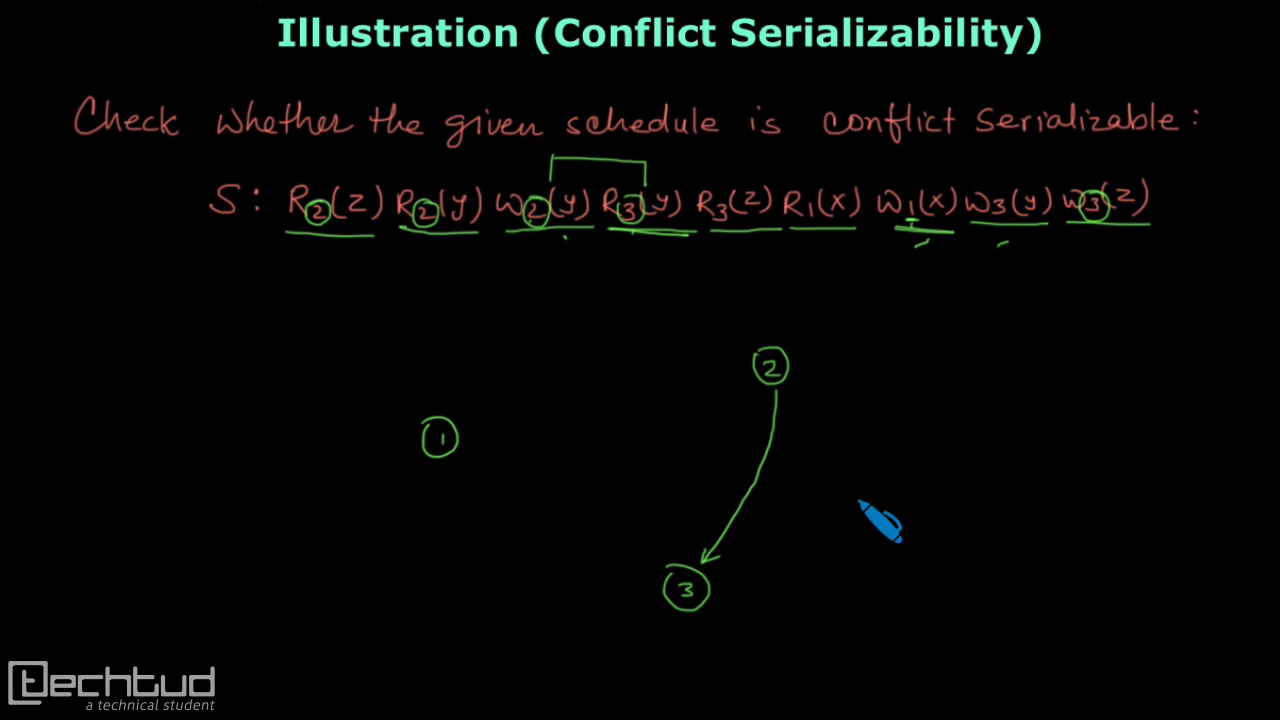 Illustration (Conflict Serializability)
Check whether the given schedule is conflict serializable:
S: R2(z) R2(y) W2(y) R3(y) R3(z) R1(x) W1(x) W3(y) W3(z)
2
1
3
techtud
a technical student